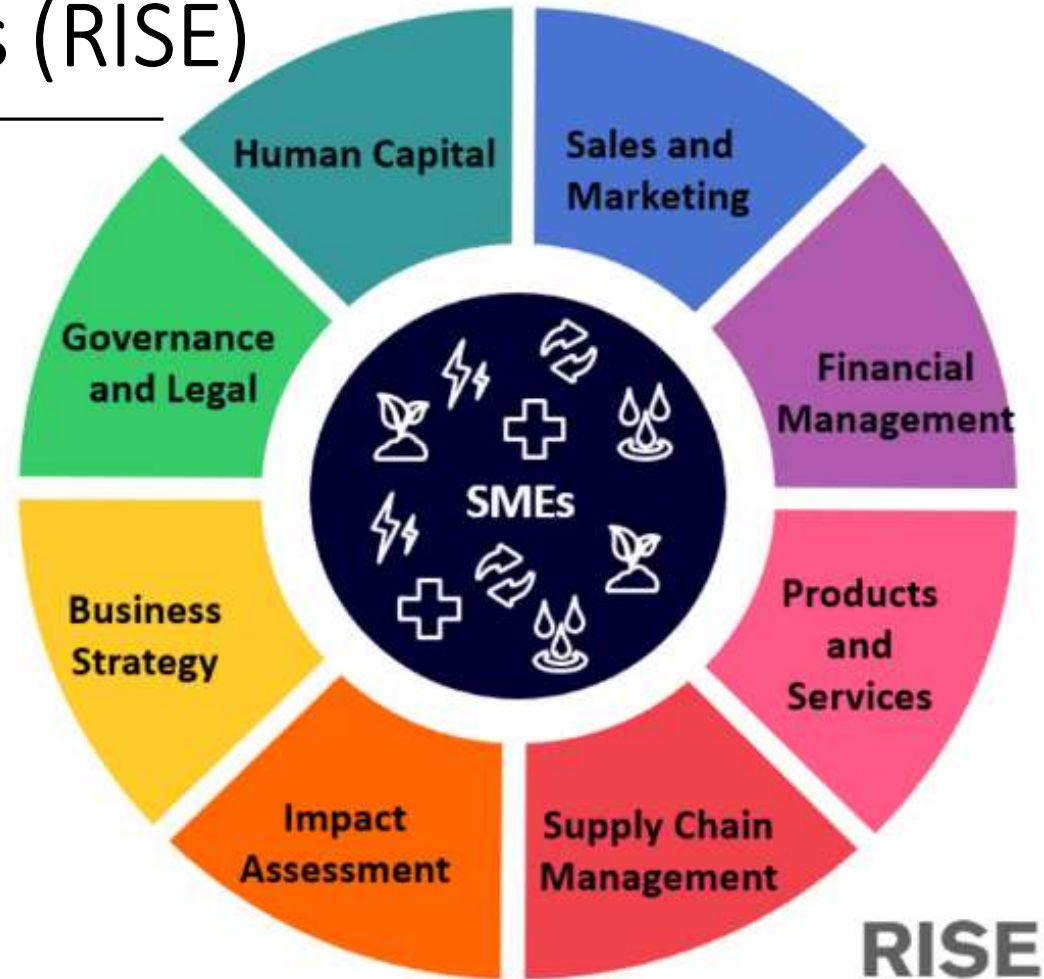 s (RISE)
Human Capital
Sales and
Marketing
Governance
and Legal
Financial
Management
SMEs
Business
Strategy
Products
and
Services
Impact
Assessment
Supply Chain
Management
RISE